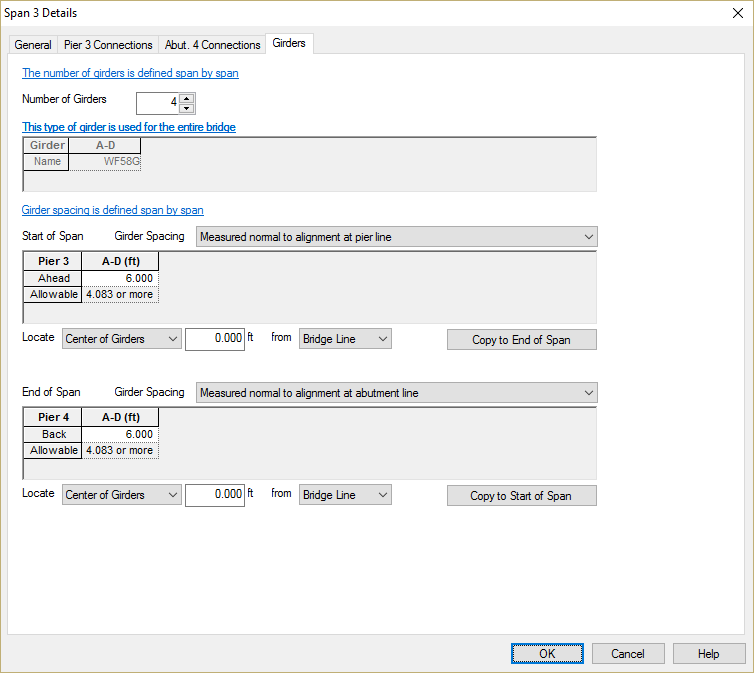 Span 3 Details
General Pier 3 Connections Abut. 4 Connections Girders
The number of girders is defined span by span
Number of Girders 4
This type of girder is used for the entire bridge
Girder A-D
Name WF58G
Girder spacing is defined span by span
Start of Span Girder Spacing Measured normal to alignment at pier line
Pier 3 A-D (ft)
Ahead 6.000
Allowable 4.083 or more
Locate Center of Girders 0.000 ft from Bridge Line Copy to End of Span
End of Span Girder Spacing Measured normal to alignment at abutment line
Pier 4 A-D (ft)
Back 6.000
Allowable 4.083 or more
Locate Center of Girders 0.000 ft from Bridge Line Copy to Start of Span
OK Cancel Help